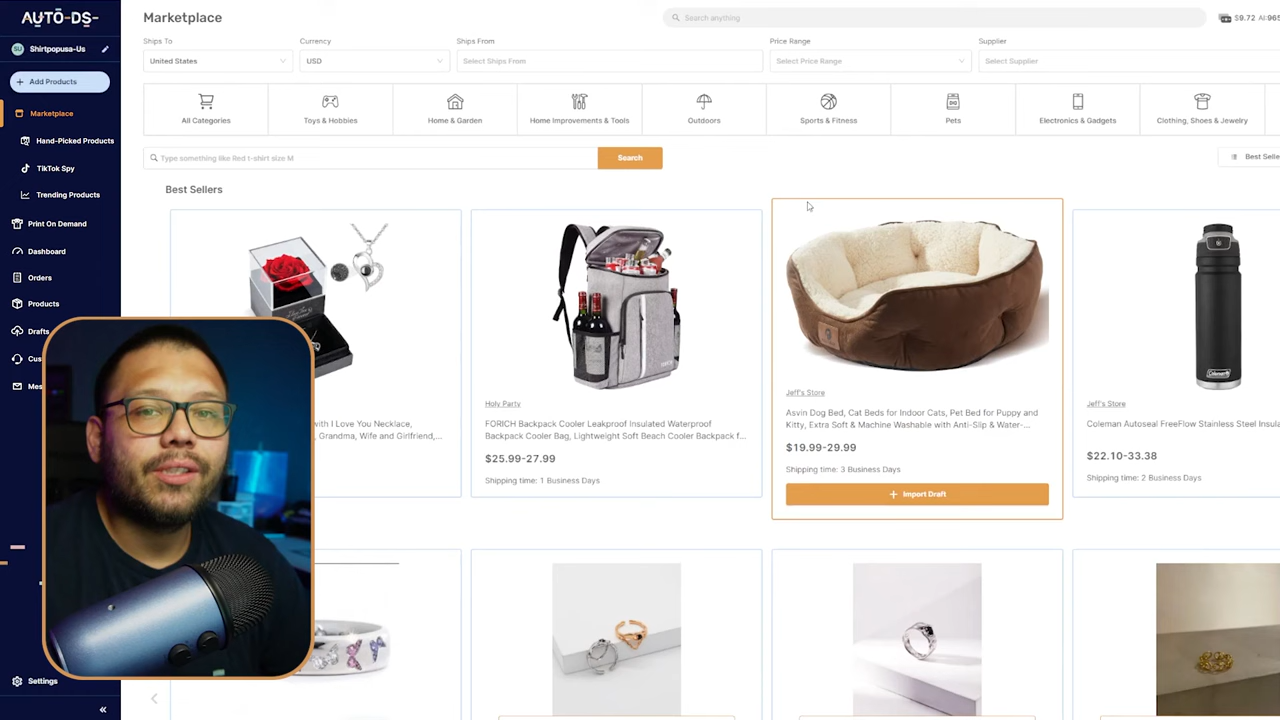 AUTO-DS-
Marketplace
Search anything
$9.72 AI:965
SU Shirtpopusa-Us
Ships To
Currency
Ships From
Price Range
Supplier
United States
USD
Select Ships From
Select Price Range
Select Supplier
+ Add Products
Marketplace
Hand-Picked Products
TikTok Spy
Trending Products
Print On Demand
Dashboard
Orders
Products
Drafts
Settings
All Categories
Toys & Hobbies
Home & Garden
Home Improvements & Tools
Outdoors
Sports & Fitness
Pets
Electronics & Gadgets
Clothing, Shoes & Jewelry
Type something like Red t-shirt size M
Search
Best Selle
Best Sellers
with I Love You Necklace,
Grandma, Wife and Girlfriend,...
Holy Party
FORICH Backpack Cooler Leakproof Insulated Waterproof
Backpack Cooler Bag, Lightweight Soft Beach Cooler Backpack f...
$25.99-27.99
Shipping time: 1 Business Days
Jeff's Store
Asvin Dog Bed, Cat Beds for Indoor Cats, Pet Bed for Puppy and
Kitty, Extra Soft & Machine Washable with Anti-Slip & Water-...
$19.99-29.99
Shipping time: 3 Business Days
+ Import Draft
Coleman
Jeff's Store
Coleman Autoseal FreeFlow Stainless Steel Insula
$22.10-33.38
Shipping time: 2 Business Days